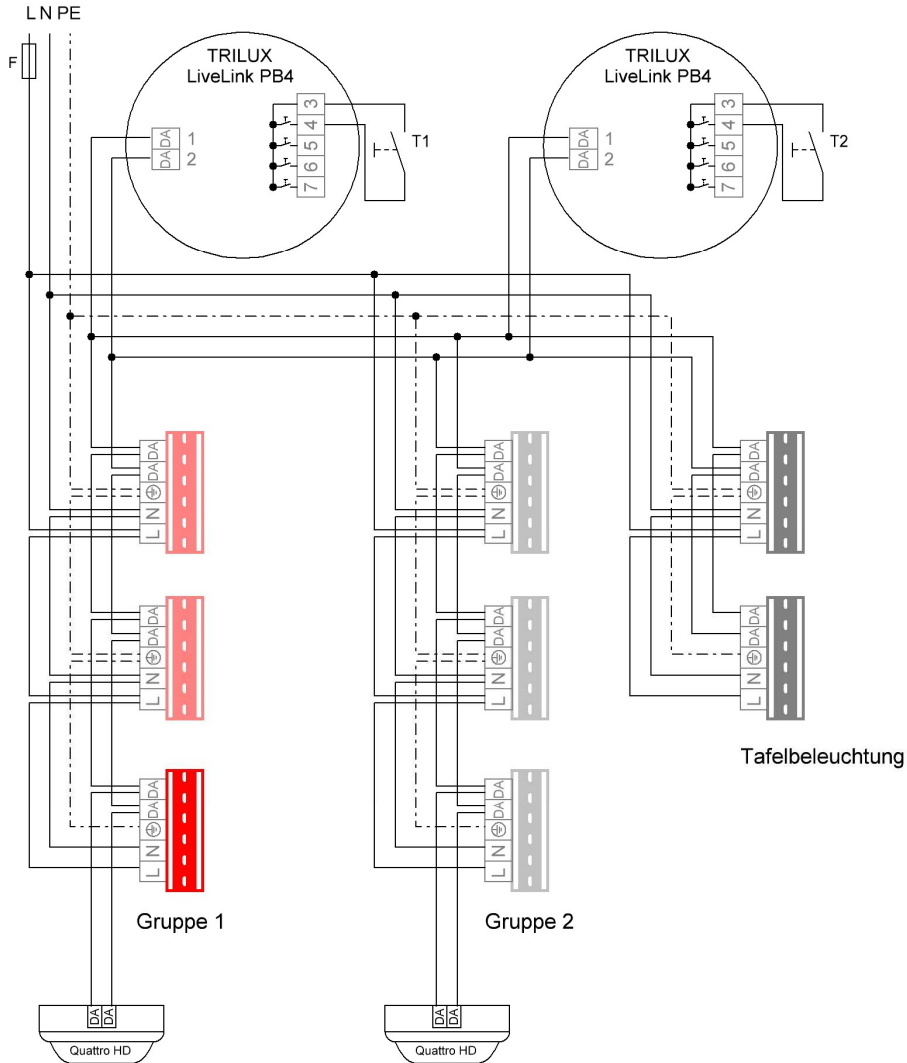 L N PE
F
TRILUX
LiveLink PB4
DA 1
DA 2
3
4
5
6
7
T1
TRILUX
LiveLink PB4
DA 1
DA 2
3
4
5
6
7
T2
DA
DA
N
L
DA
DA
N
L
DA
DA
N
L
DA
DA
N
L
DA
DA
N
L
DA
DA
N
L
Tafelbeleuchtung
DA
DA
N
L
DA
DA
N
L
Gruppe 1
Gruppe 2
DA DA
Quattro HD
DA DA
Quattro HD